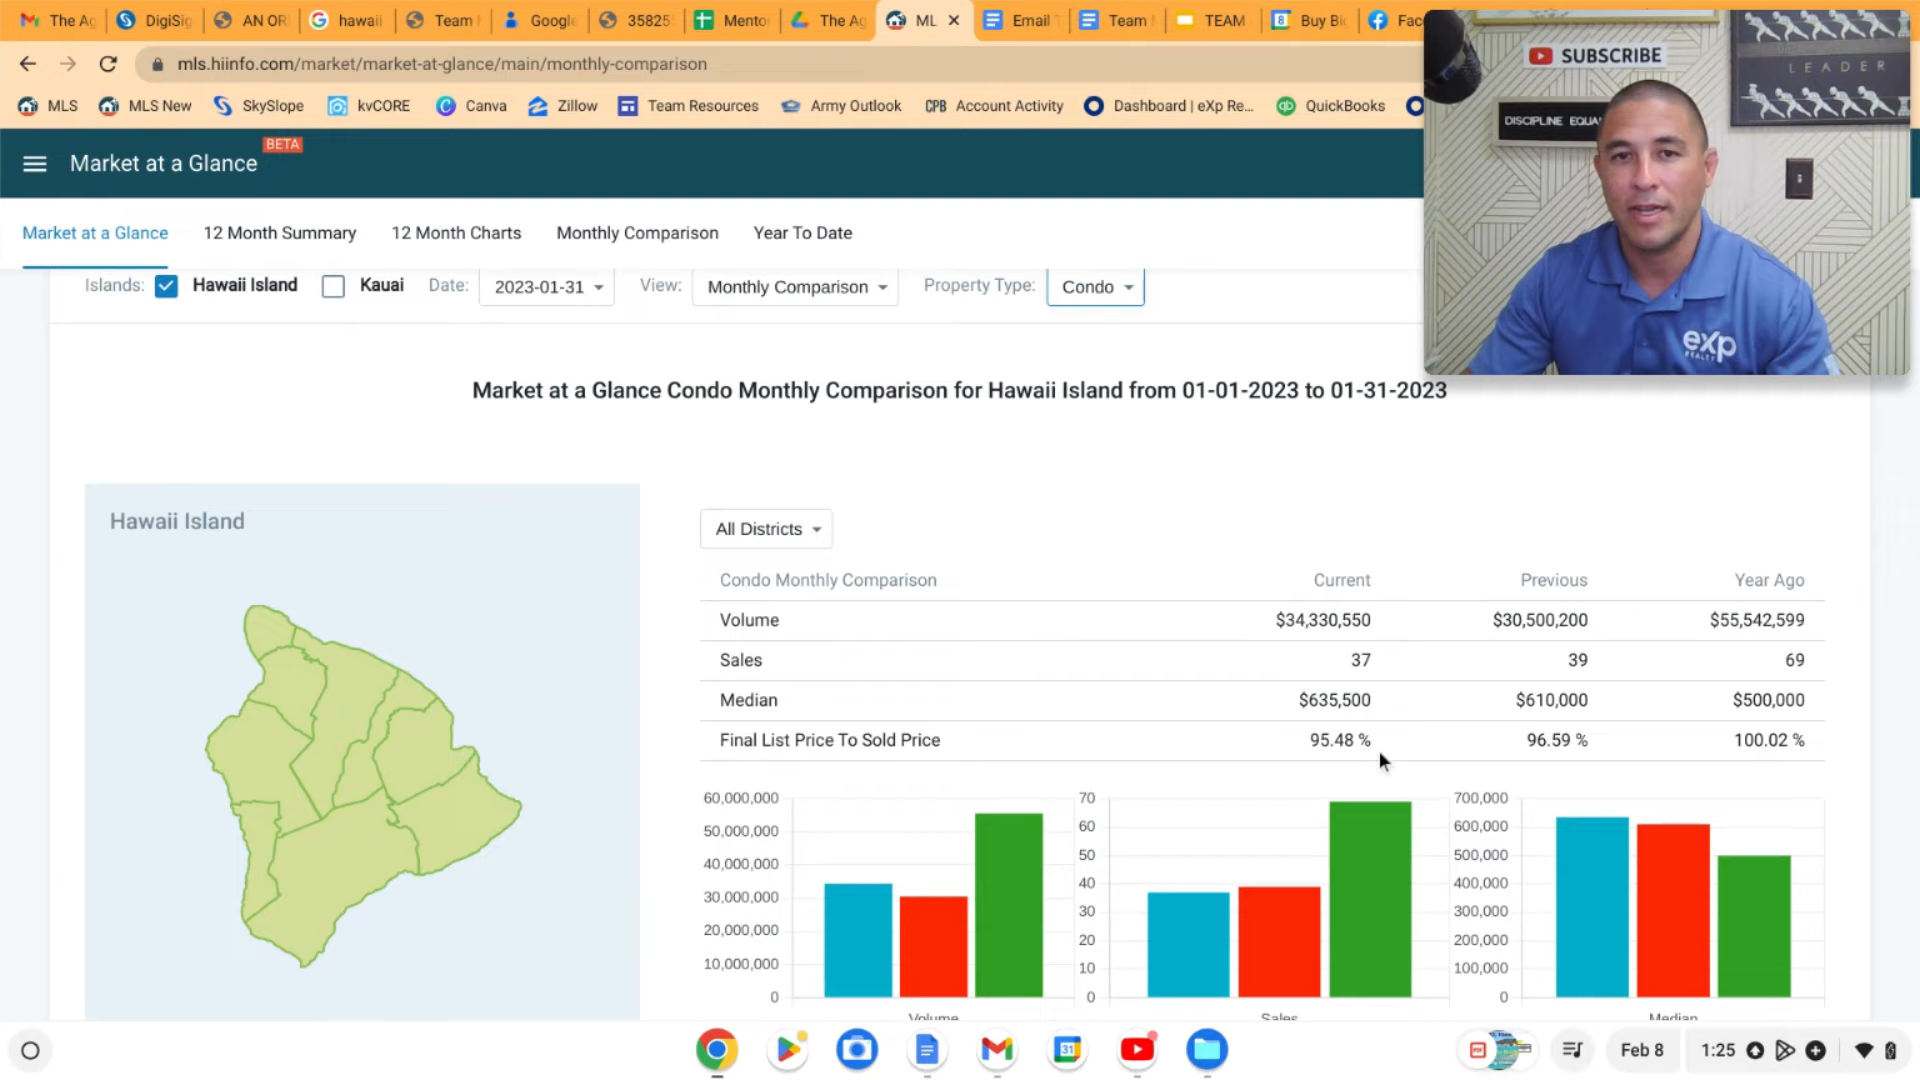 The Ag
DigiSig
AN OR
hawaii
Team
Google
35825
Mento
The Ag
ML
Email
Team
TEAM
8
Buy Bi
Fac
mls.hiinfo.com/market/market-at-glance/main/monthly-comparison
MLS
MLS New
SkySlope
kvCORE
Canva
Zillow
Team Resources
Army Outlook
CPB Account Activity
Dashboard | eXp Re...
QuickBooks
SUBSCRIBE
LEADER
DISCIPLINE EQUA
exp
REALTY
Market at a Glance
BETA
Market at a Glance
12 Month Summary
12 Month Charts
Monthly Comparison
Year To Date
Islands:
Hawaii Island
Kauai
Date:
2023-01-31
View:
Monthly Comparison
Property Type:
Condo
Market at a Glance Condo Monthly Comparison for Hawaii Island from 01-01-2023 to 01-31-2023
Hawaii Island
All Districts
Condo Monthly Comparison Current Previous Year Ago
Volume $34,330,550 $30,500,200 $55,542,599
Sales 37 39 69
Median $635,500 $610,000 $500,000
Final List Price To Sold Price 95.48 % 96.59 % 100.02 %
60,000,000
50,000,000
40,000,000
30,000,000
20,000,000
10,000,000
0
Volume
70
60
50
40
30
20
10
0
Sales
700,000
600,000
500,000
400,000
300,000
200,000
100,000
0
Median
31
Feb 8
1:25